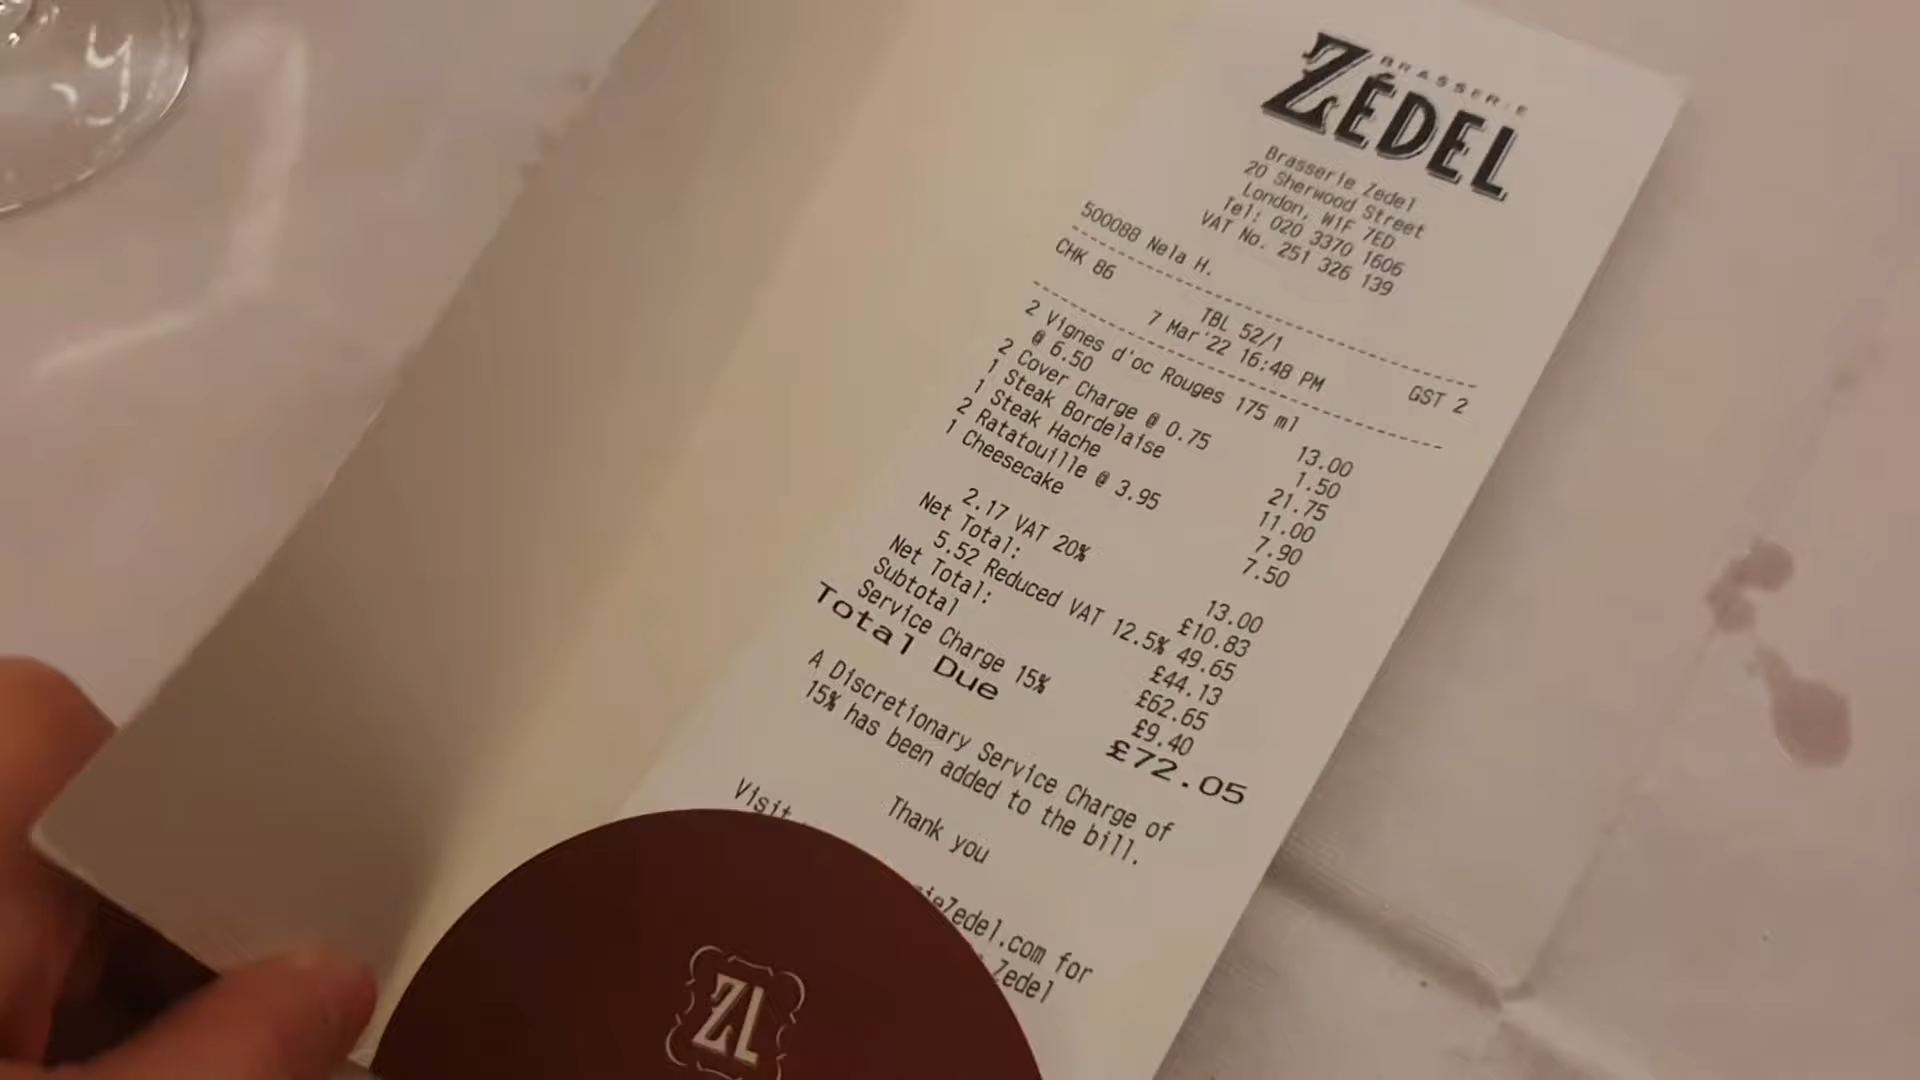 BRASSERIE
ZÉDEL
Brasserie Zedel
20 Sherwood Street
London, W1F 7ED
Tel: 020 3370 1606
VAT No. 251 326 139
500088 Nela H.
TBL 52/1
CHK 86 7 Mar'22 16:48 PM GST 2
2 Vignes d'oc Rouges 175 ml
@ 6.50 13.00
2 Cover Charge @ 0.75 1.50
1 Steak Bordelaise 21.75
1 Steak Hache 11.00
2 Ratatouille @ 3.95 7.90
1 Cheesecake 7.50
2.17 VAT 20% 13.00
Net Total: £10.83
5.52 Reduced VAT 12.5% 49.65
Net Total: £44.13
Subtotal £62.65
Service Charge 15% £9.40
Total Due £72.05
A Discretionary Service Charge of
15% has been added to the bill.
Thank you
Visit
Zedel.com for
Zedel
ZL